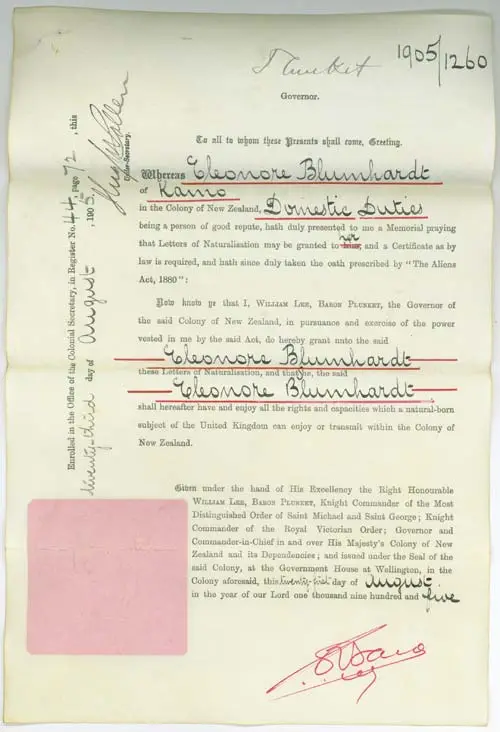 1905/1260
Plunket
Governor.
To all to whom these Presents shall come, Greeting.
Whereas Eleonore Blumhardt
of Kamo
in the Colony of New Zealand, Domestic Duties
being a person of good repute, hath duly presented to me a Memorial praying
that Letters of Naturalisation may be granted to him, her and a Certificate as by
law is required, and hath since duly taken the oath prescribed by "The Aliens
Act, 1880":
Now know ye that I, WILLIAM LEE, BARON PLUNKET, the Governor of
the said Colony of New Zealand, in pursuance and exercise of the power
vested in me by the said Act, do hereby grant unto the said
Eleonore Blumhardt
these Letters of Naturalisation, and that the said
Eleonore Blumhardt
shall hereafter have and enjoy all the rights and capacities which a natural-born
subject of the United Kingdom can enjoy or transmit within the Colony of
New Zealand.
Given under the hand of His Excellency the Right Honourable
WILLIAM LEE, BARON PLUNKET, Knight Commander of the Most
Distinguished Order of Saint Michael and Saint George; Knight
Commander of the Royal Victorian Order; Governor and
Commander-in-Chief in and over His Majesty's Colony of New
Zealand and its Dependencies; and issued under the Seal of the
said Colony, at the Government House at Wellington, in the
Colony aforesaid, this twenty-first day of August
in the year of our Lord one thousand nine hundred and five
Enrolled in the Office of the Colonial Secretary, in Register No. 44, page 72, this
twenty-third day of August, 1905.
Hugh Pollen
Under-Secretary.